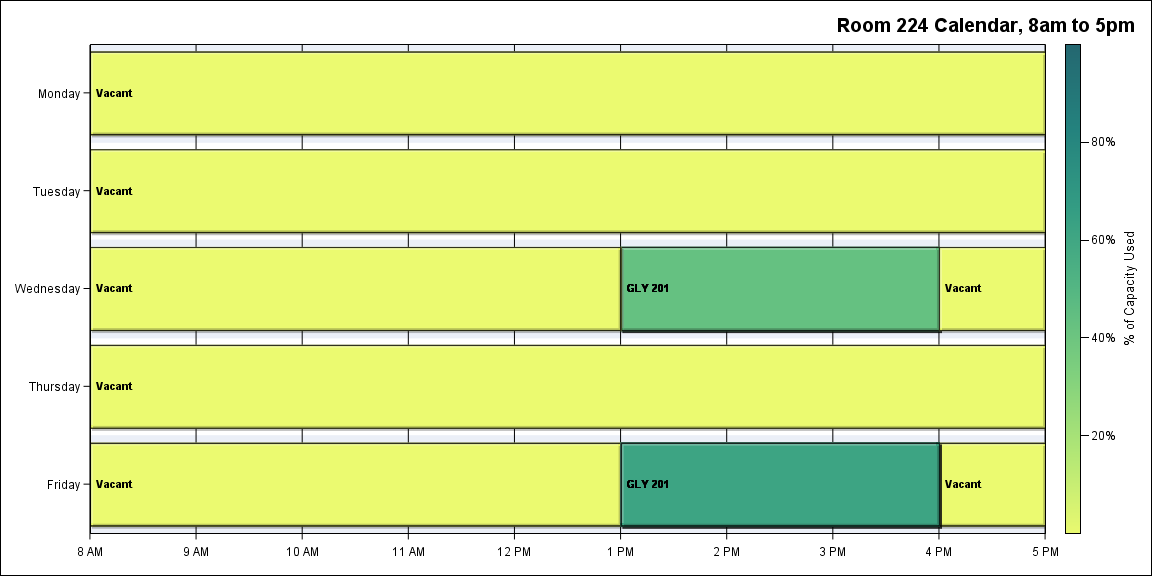 Room 224 Calendar, 8am to 5pm
Monday
Vacant
Tuesday
Vacant
Wednesday
Vacant
GLY 201
Vacant
Thursday
Vacant
Friday
Vacant
GLY 201
Vacant
8 AM 9 AM 10 AM 11 AM 12 PM 1 PM 2 PM 3 PM 4 PM 5 PM
80%
60%
40%
20%
% of Capacity Used